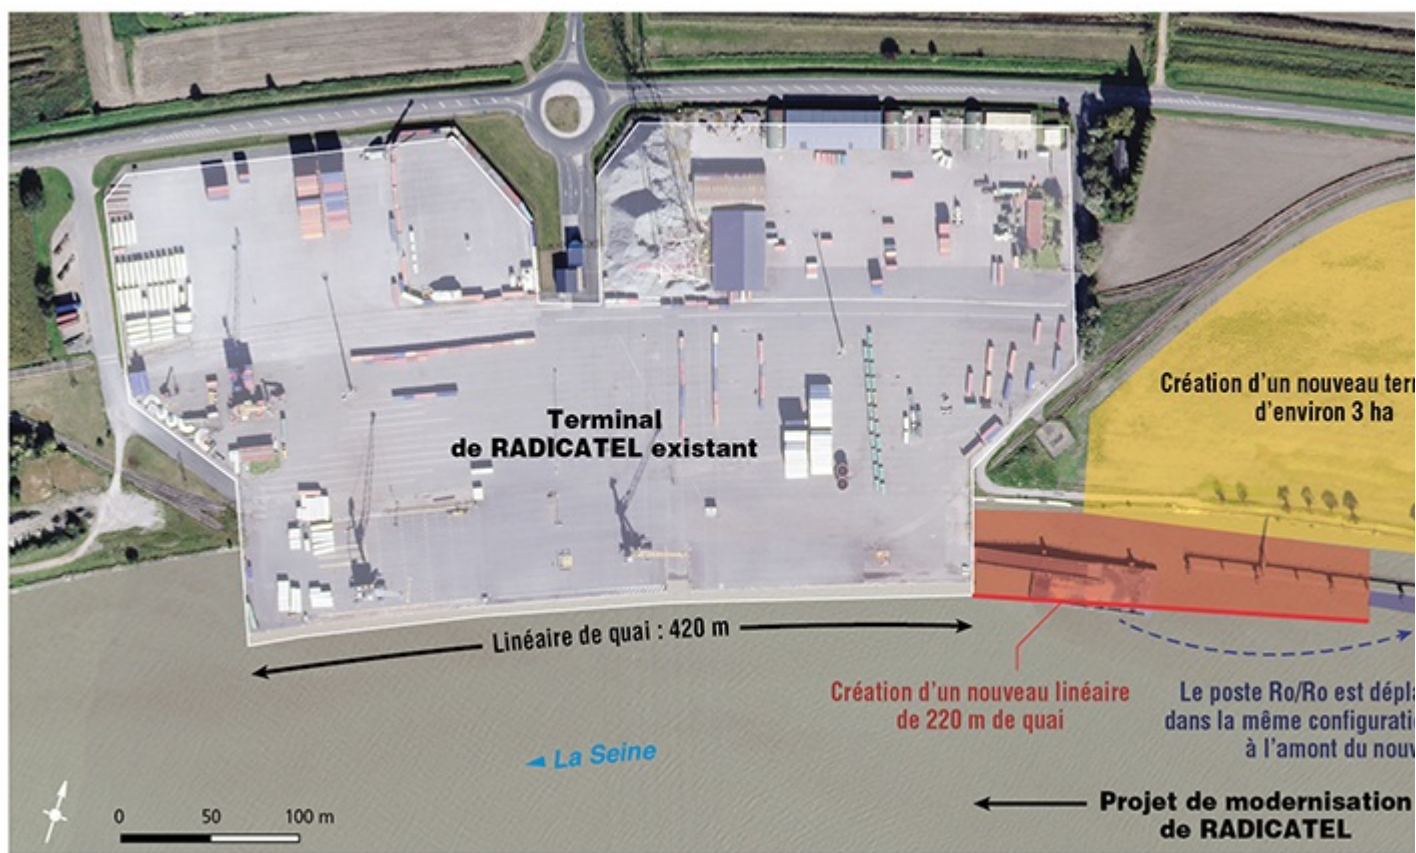 Création d'un nouveau terr
d'environ 3 ha
Terminal
de RADICATEL existant
Linéaire de quai : 420 m
Création d'un nouveau linéaire
de 220 m de quai
Le poste Ro/Ro est dépla
dans la même configuratio
à l'amont du nouv
La Seine
0 50 100 m
Projet de modernisation
de RADICATEL